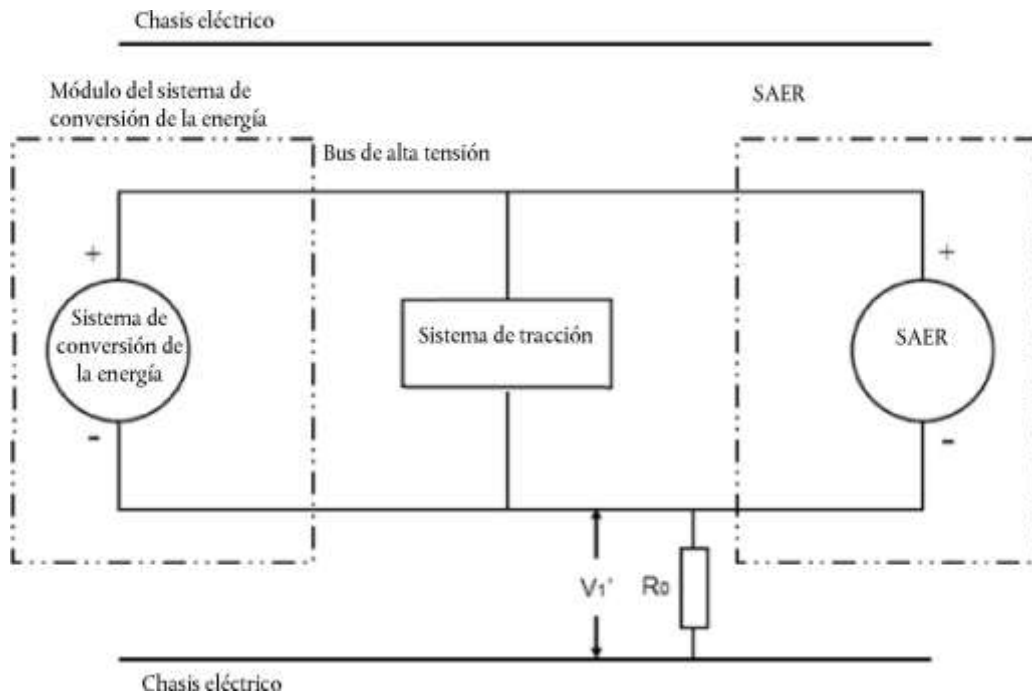 Chasis eléctrico
Módulo del sistema de
conversión de la energía
SAER
Bus de alta tensión
+
+
Sistema de
conversión de
la energía
Sistema de tracción
SAER
-
-
V1'
R0
Chasis eléctrico